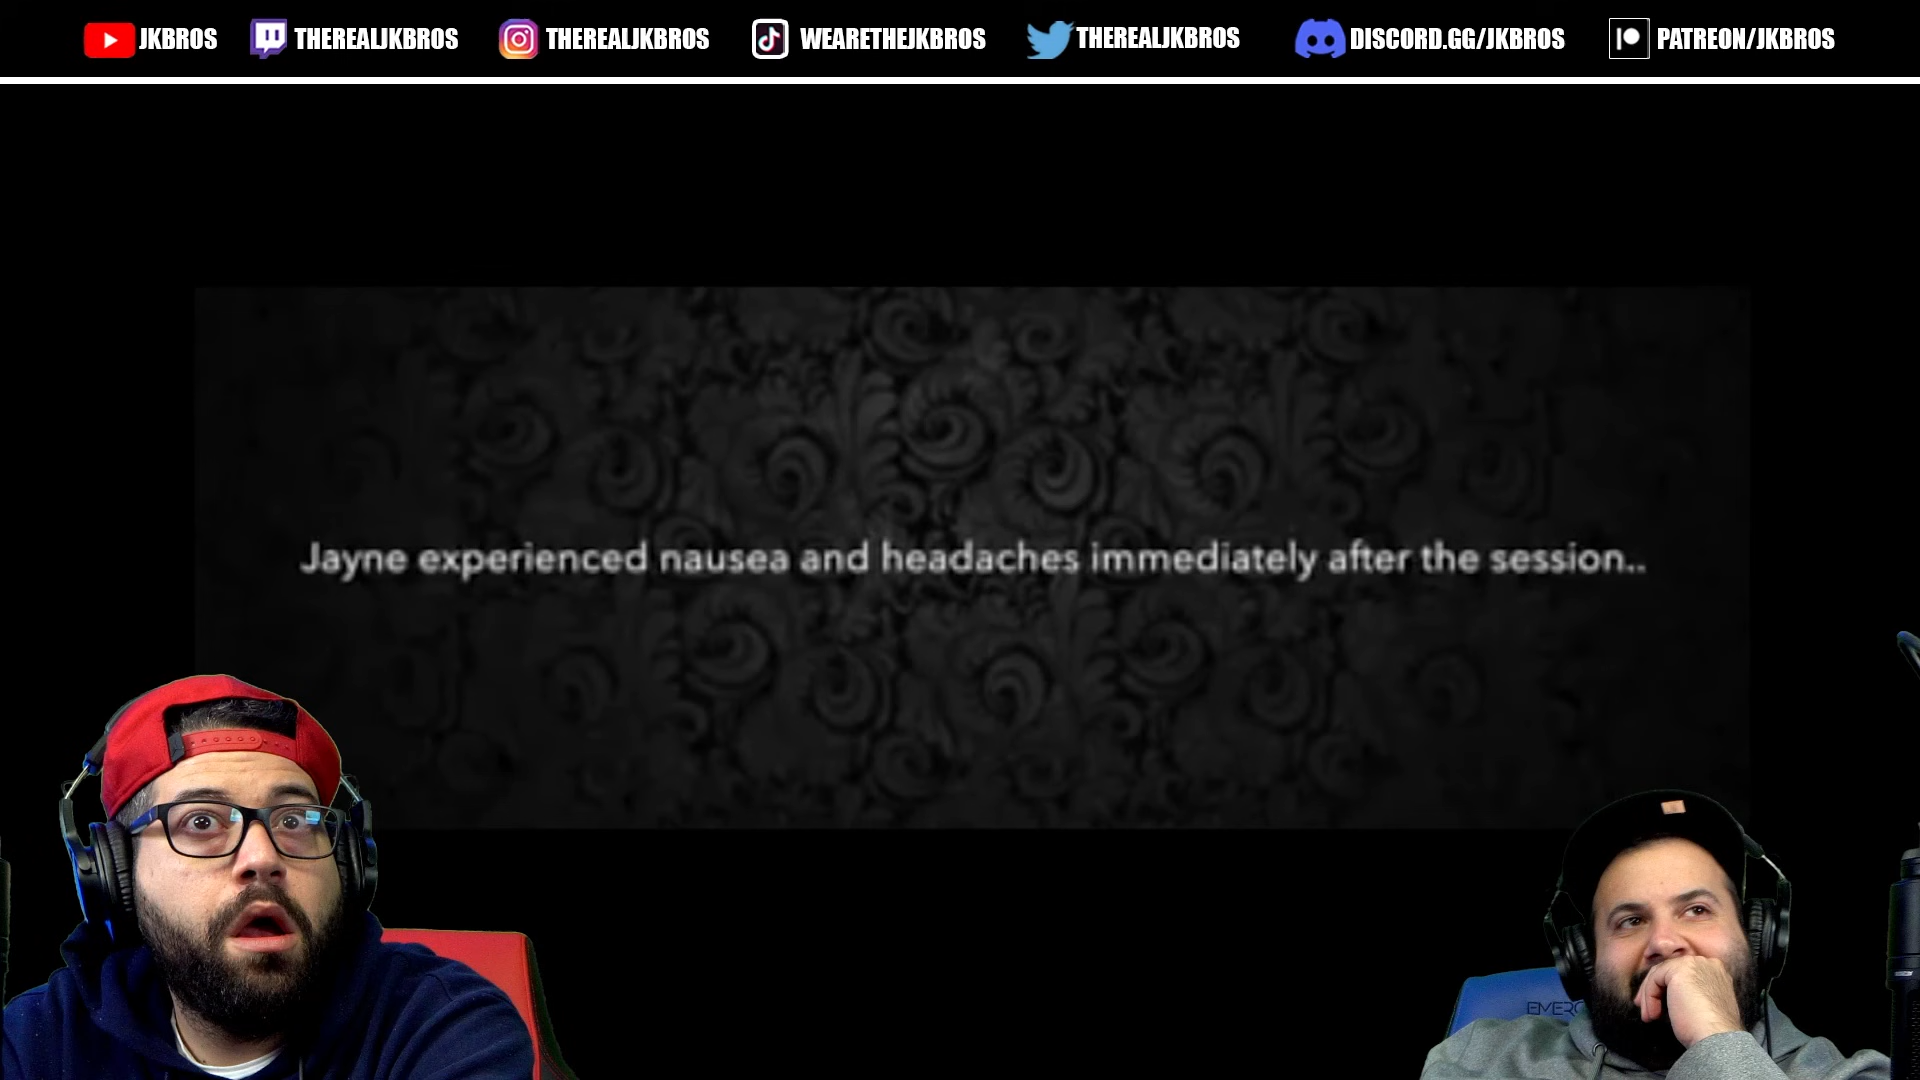 JKBROS THEREALJKBROS THEREALJKBROS WEARETHEJKBROS THEREALJKBROS DISCORD.GG/JKBROS PATREON/JKBROS
Jayne experienced nausea and headaches immediately after the session..